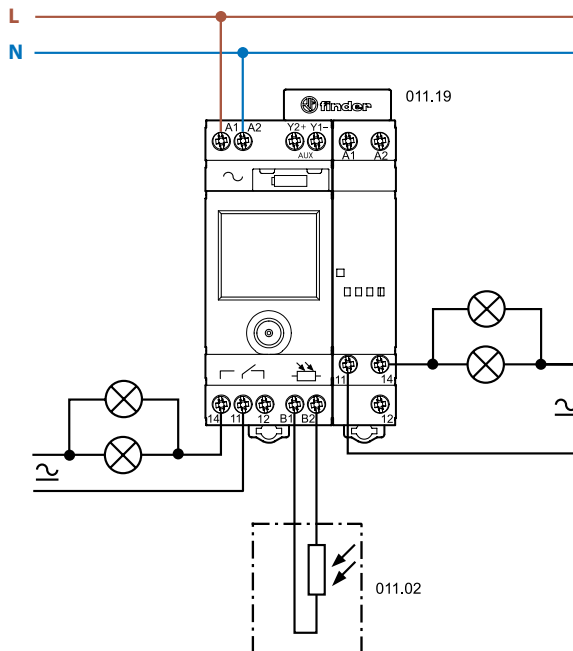 L
N
finder
011.19
A1 A2 Y2+ Y1–
AUX
A1 A2
11 14
14 11 12 B1 B2
12
011.02